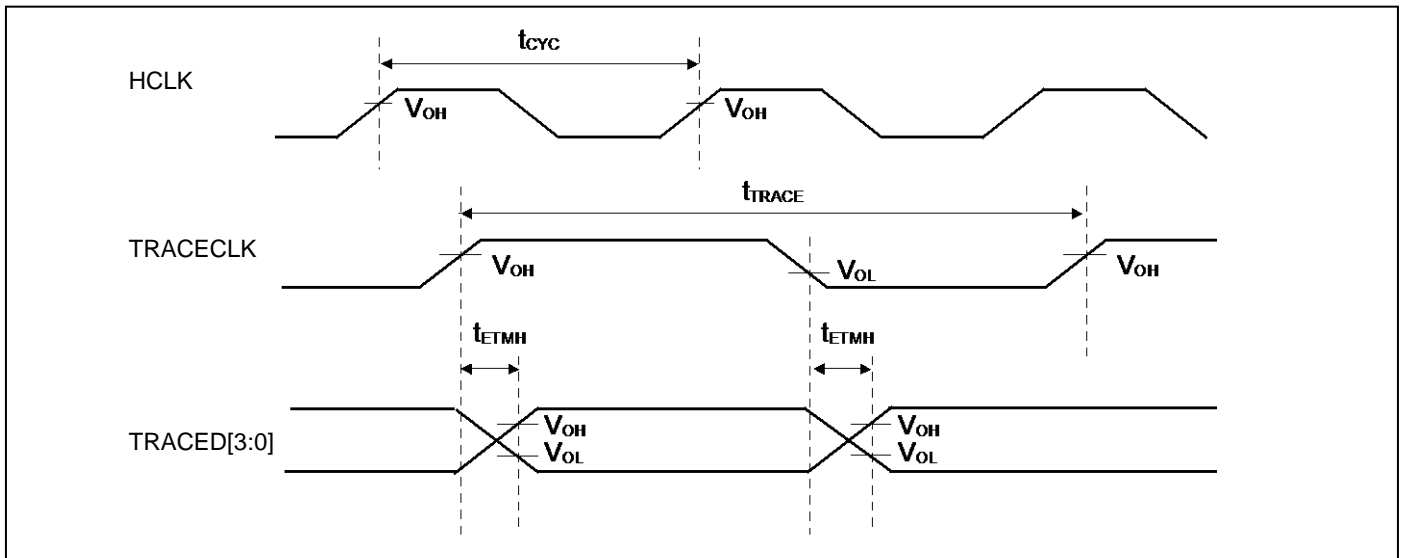 tCYC
HCLK
VOH
VOH
tTRACE
TRACECLK
VOH
VOL
VOH
tETMH
tETMH
TRACED[3:0]
VOH
VOL
VOH
VOL